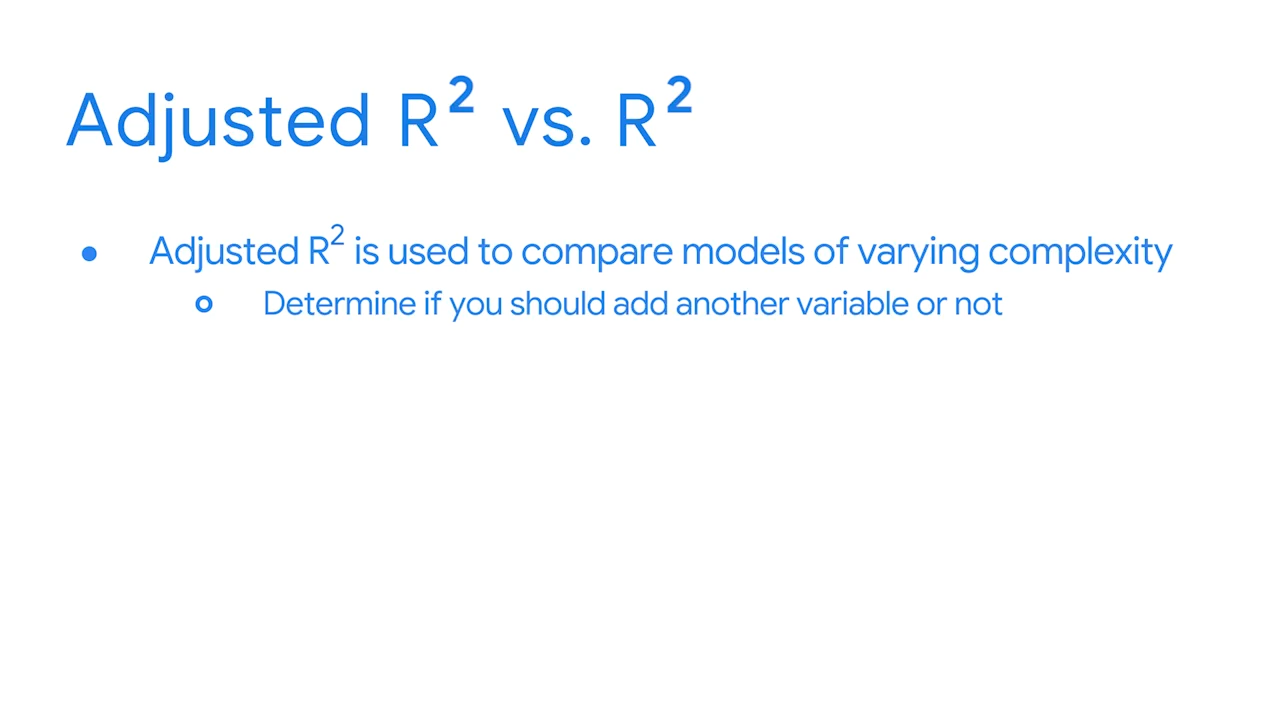 Adjusted R² vs. R²
● Adjusted R² is used to compare models of varying complexity
○ Determine if you should add another variable or not